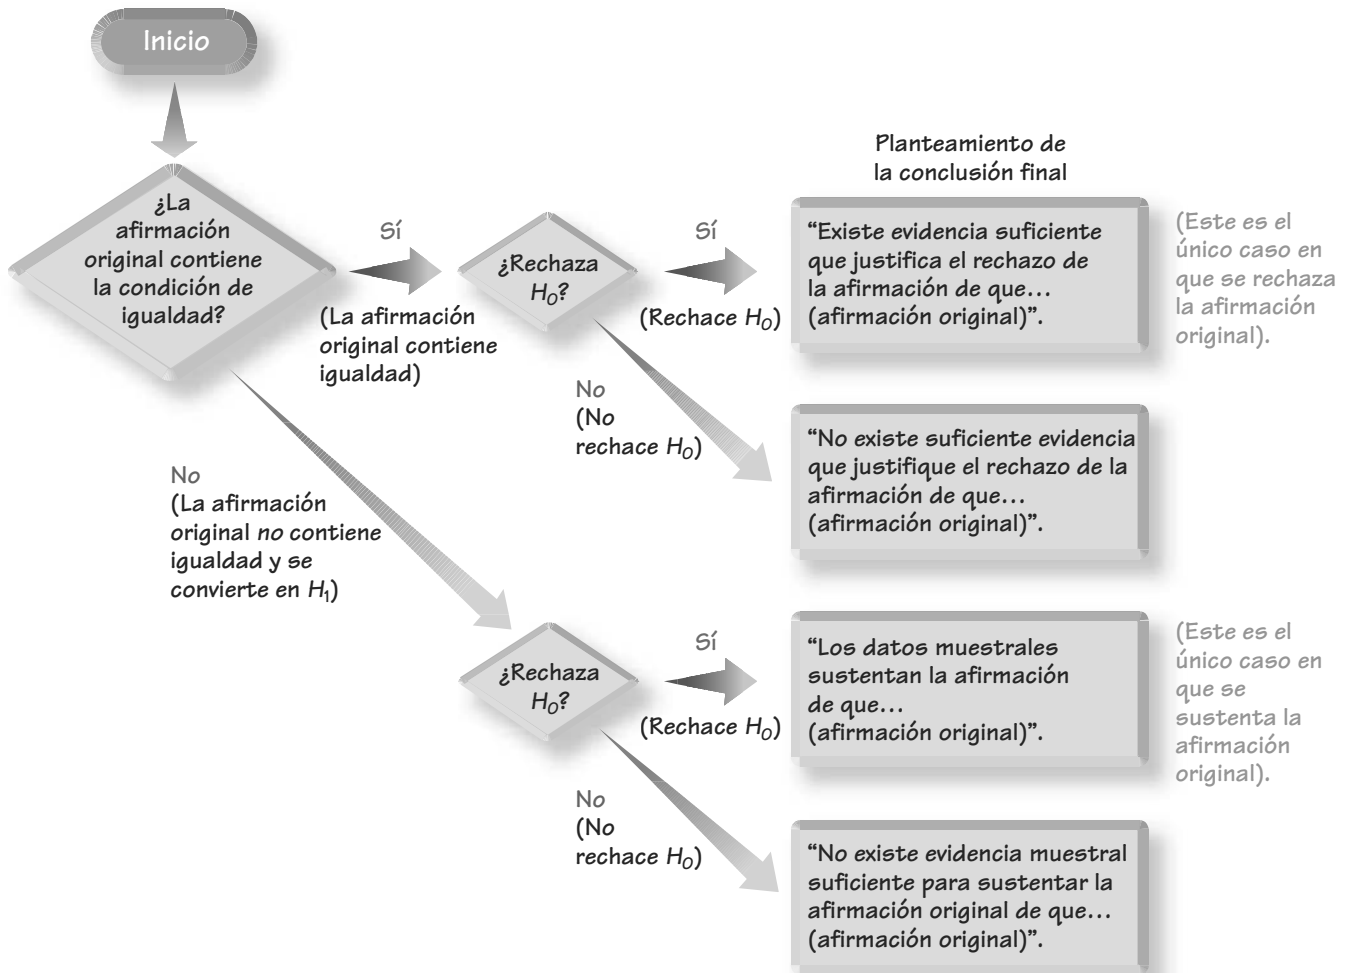 Inicio
¿La
afirmación
original contiene
la condición de
igualdad?
Sí
(La afirmación
original contiene
igualdad)
¿Rechaza
H0?
Sí
(Rechace H0)
Planteamiento de
la conclusión final
“Existe evidencia suficiente
que justifica el rechazo de
la afirmación de que…
(afirmación original)”.
(Este es el
único caso en
que se rechaza
la afirmación
original).
No
(No
rechace H0)
“No existe suficiente evidencia
que justifique el rechazo de la
afirmación de que…
(afirmación original)”.
No
(La afirmación
original no contiene
igualdad y se
convierte en H1)
¿Rechaza
H0?
Sí
(Rechace H0)
“Los datos muestrales
sustentan la afirmación
de que…
(afirmación original)”.
(Este es el
único caso en
que se
sustenta la
afirmación
original).
No
(No
rechace H0)
“No existe evidencia muestral
suficiente para sustentar la
afirmación original de que…
(afirmación original)”.